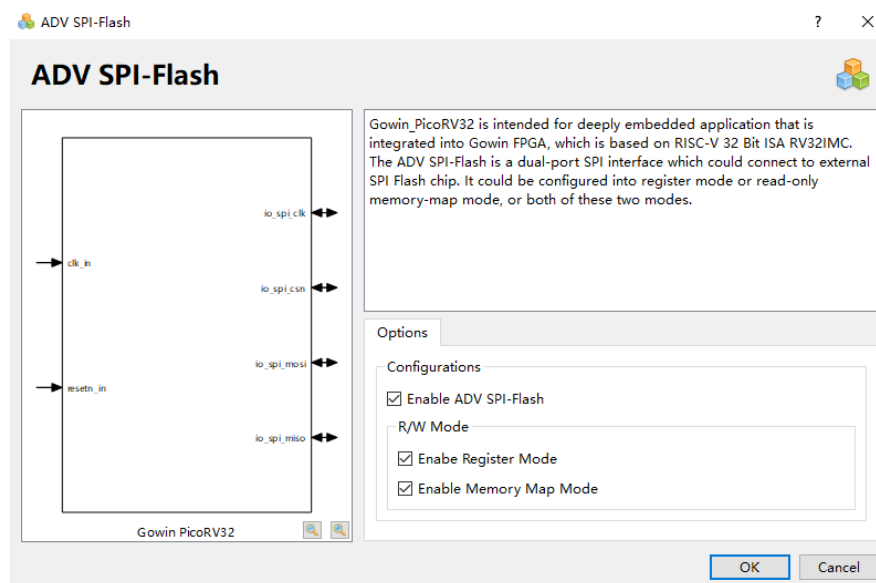 ADV SPI-Flash
?
ADV SPI-Flash
io_spi_clk
clk_in
io_spi_csn
io_spi_mosi
resetn_in
io_spi_miso
Gowin PicoRV32
Gowin_PicoRV32 is intended for deeply embedded application that is
integrated into Gowin FPGA, which is based on RISC-V 32 Bit ISA RV32IMC.
The ADV SPI-Flash is a dual-port SPI interface which could connect to external
SPI Flash chip. It could be configured into register mode or read-only
memory-map mode, or both of these two modes.
Options
Configurations
Enable ADV SPI-Flash
R/W Mode
Enabe Register Mode
Enable Memory Map Mode
OK
Cancel